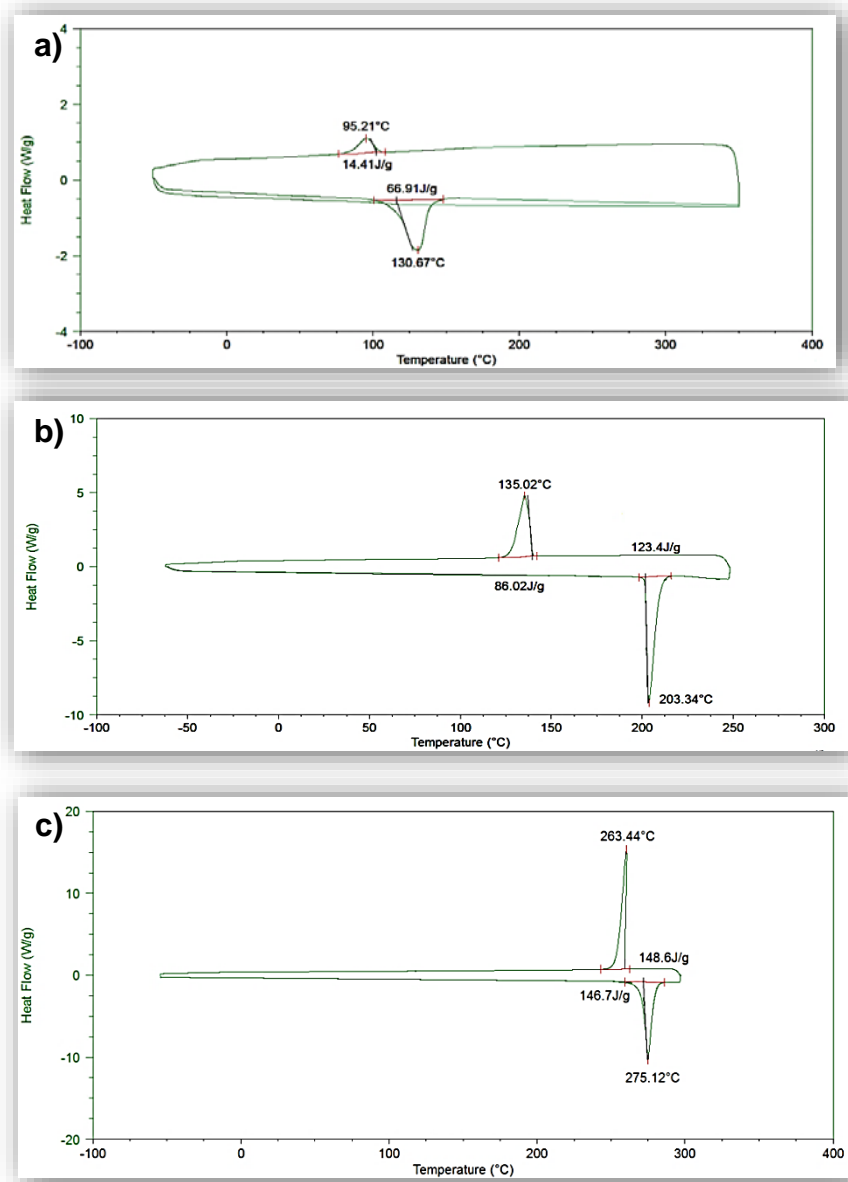 a)
4
2
0
-2
-4
Heat Flow (W/g)
95.21°C
14.41J/g
66.91J/g
130.67°C
-100 0 100 200 300 400
Temperature (°C)
b)
10
5
0
-5
-10
Heat Flow (W/g)
135.02°C
123.4J/g
86.02J/g
203.34°C
-100 -50 0 50 100 150 200 250 300
Temperature (°C)
c)
20
10
0
-10
-20
Heat Flow (W/g)
263.44°C
148.6J/g
146.7J/g
275.12°C
-100 0 100 200 300 400
Temperature (°C)